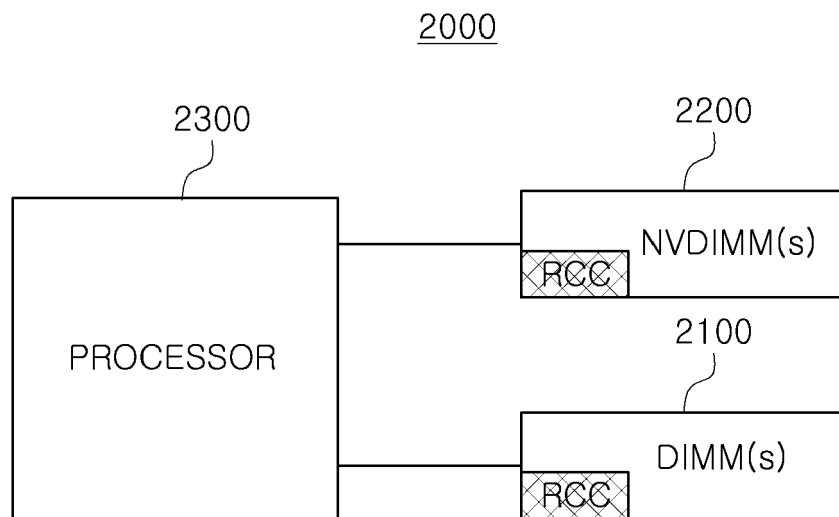 2000
2300
2200
NVDIMM(s)
RCC
PROCESSOR
2100
DIMM(s)
RCC